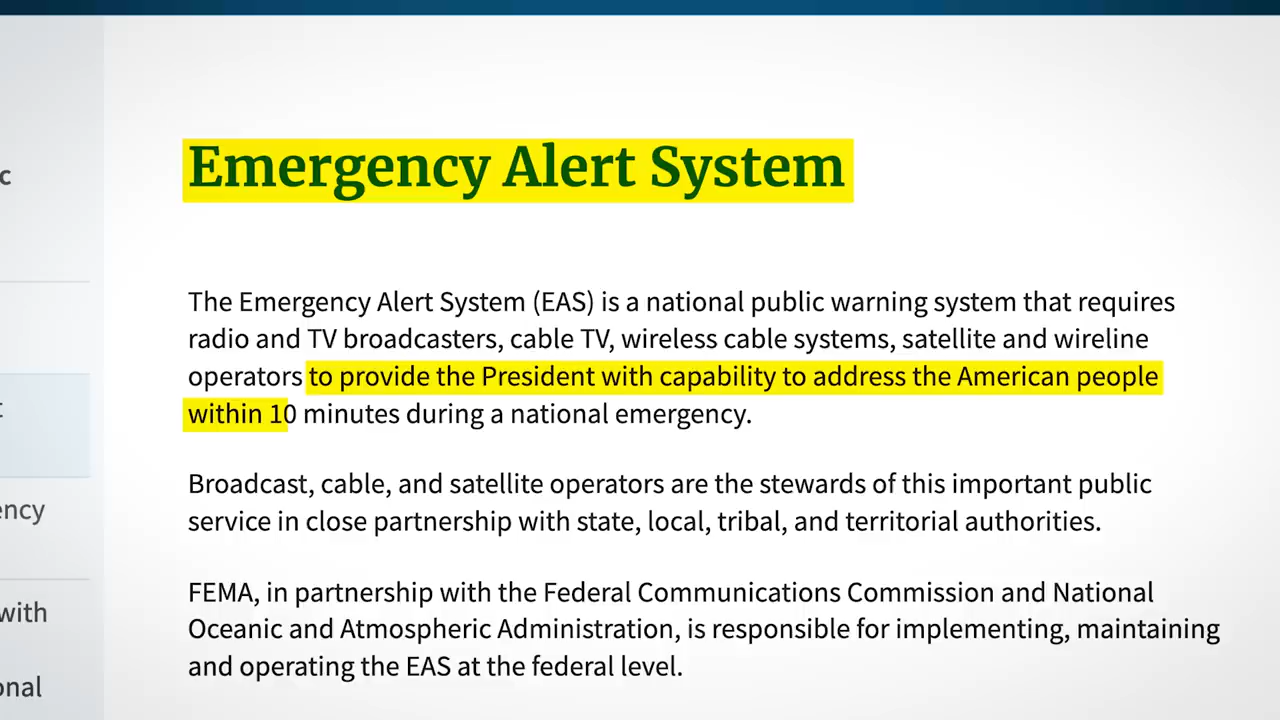 Emergency Alert System
The Emergency Alert System (EAS) is a national public warning system that requires
radio and TV broadcasters, cable TV, wireless cable systems, satellite and wireline
operators to provide the President with capability to address the American people
within 10 minutes during a national emergency.
Broadcast, cable, and satellite operators are the stewards of this important public
service in close partnership with state, local, tribal, and territorial authorities.
FEMA, in partnership with the Federal Communications Commission and National
Oceanic and Atmospheric Administration, is responsible for implementing, maintaining
and operating the EAS at the federal level.
with